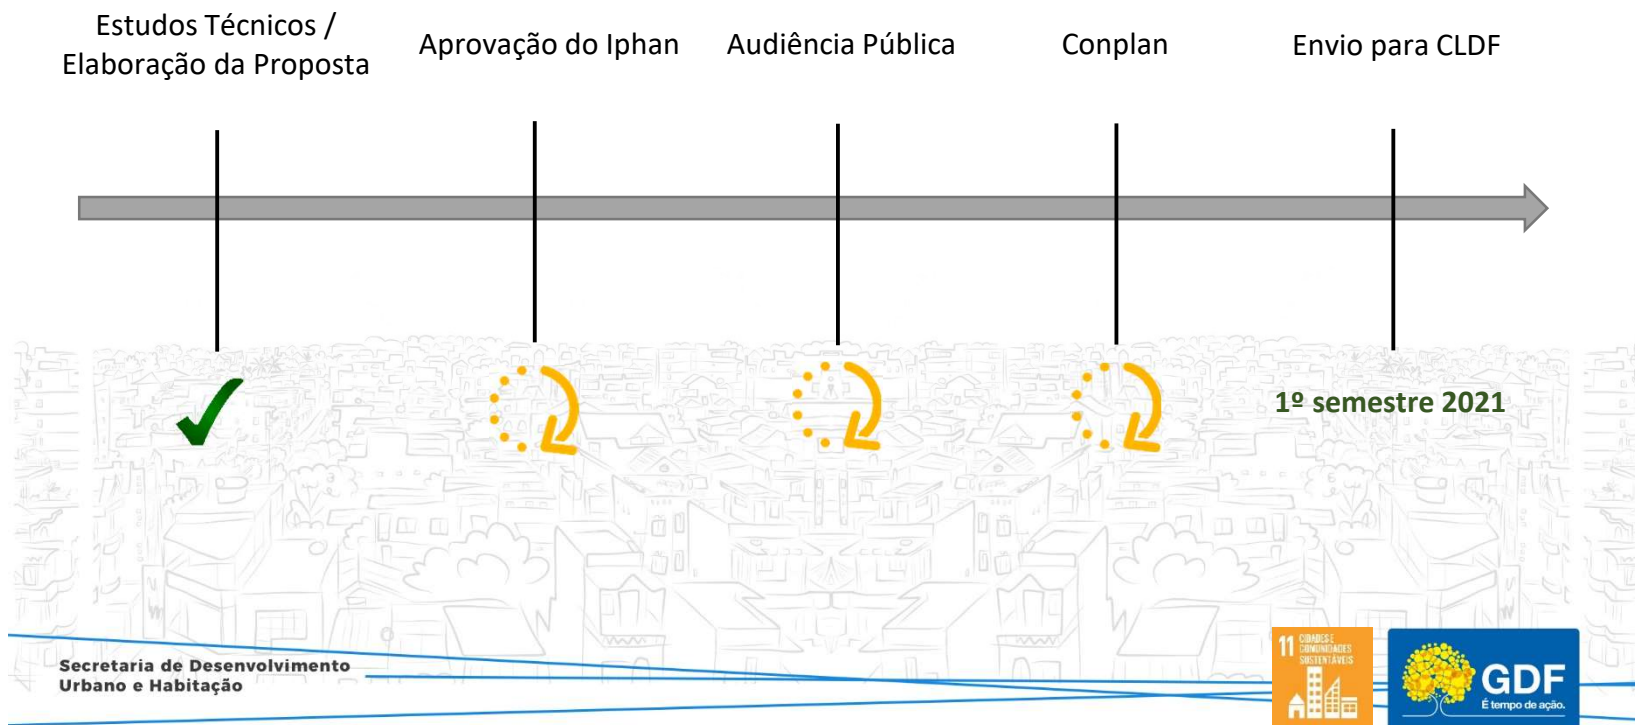 Estudos Técnicos /
Elaboração da Proposta
Aprovação do Iphan
Audiência Pública
Conplan
Envio para CLDF
1º semestre 2021
Secretaria de Desenvolvimento
Urbano e Habitação
11 CIDADES E
COMUNIDADES
SUSTENTÁVEIS
GDF
É tempo de ação.